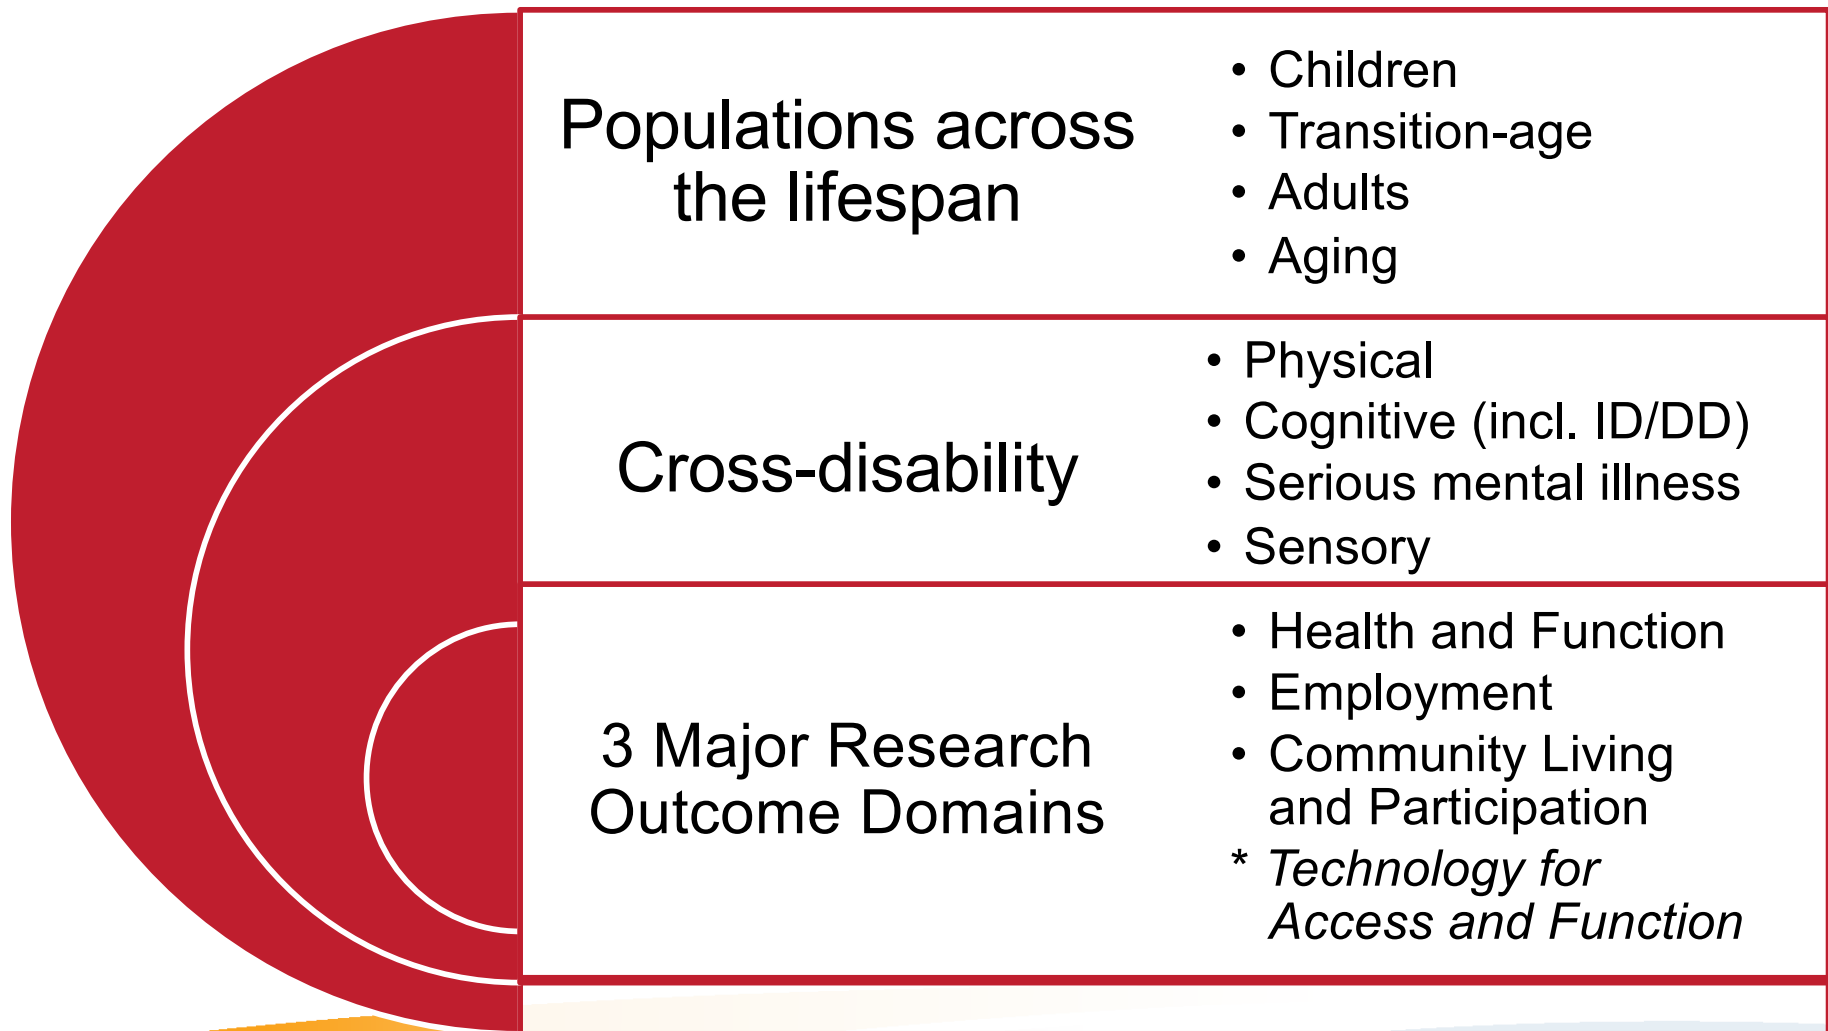 Populations across
the lifespan
• Children
• Transition-age
• Adults
• Aging
Cross-disability
• Physical
• Cognitive (incl. ID/DD)
• Serious mental illness
• Sensory
3 Major Research
Outcome Domains
• Health and Function
• Employment
• Community Living
and Participation
* Technology for
Access and Function